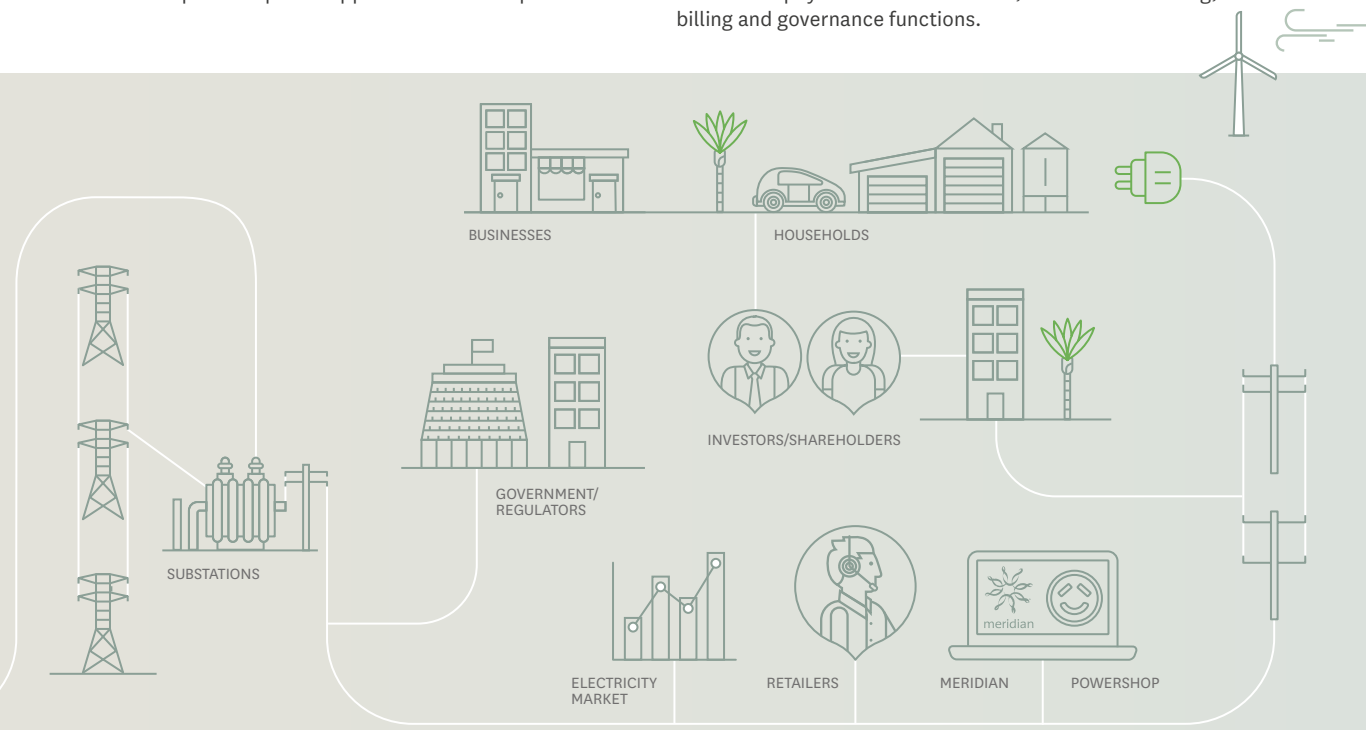 billing and governance functions.
BUSINESSES
HOUSEHOLDS
INVESTORS/SHAREHOLDERS
GOVERNMENT/
REGULATORS
SUBSTATIONS
meridian
ELECTRICITY
MARKET
RETAILERS
MERIDIAN
POWERSHOP